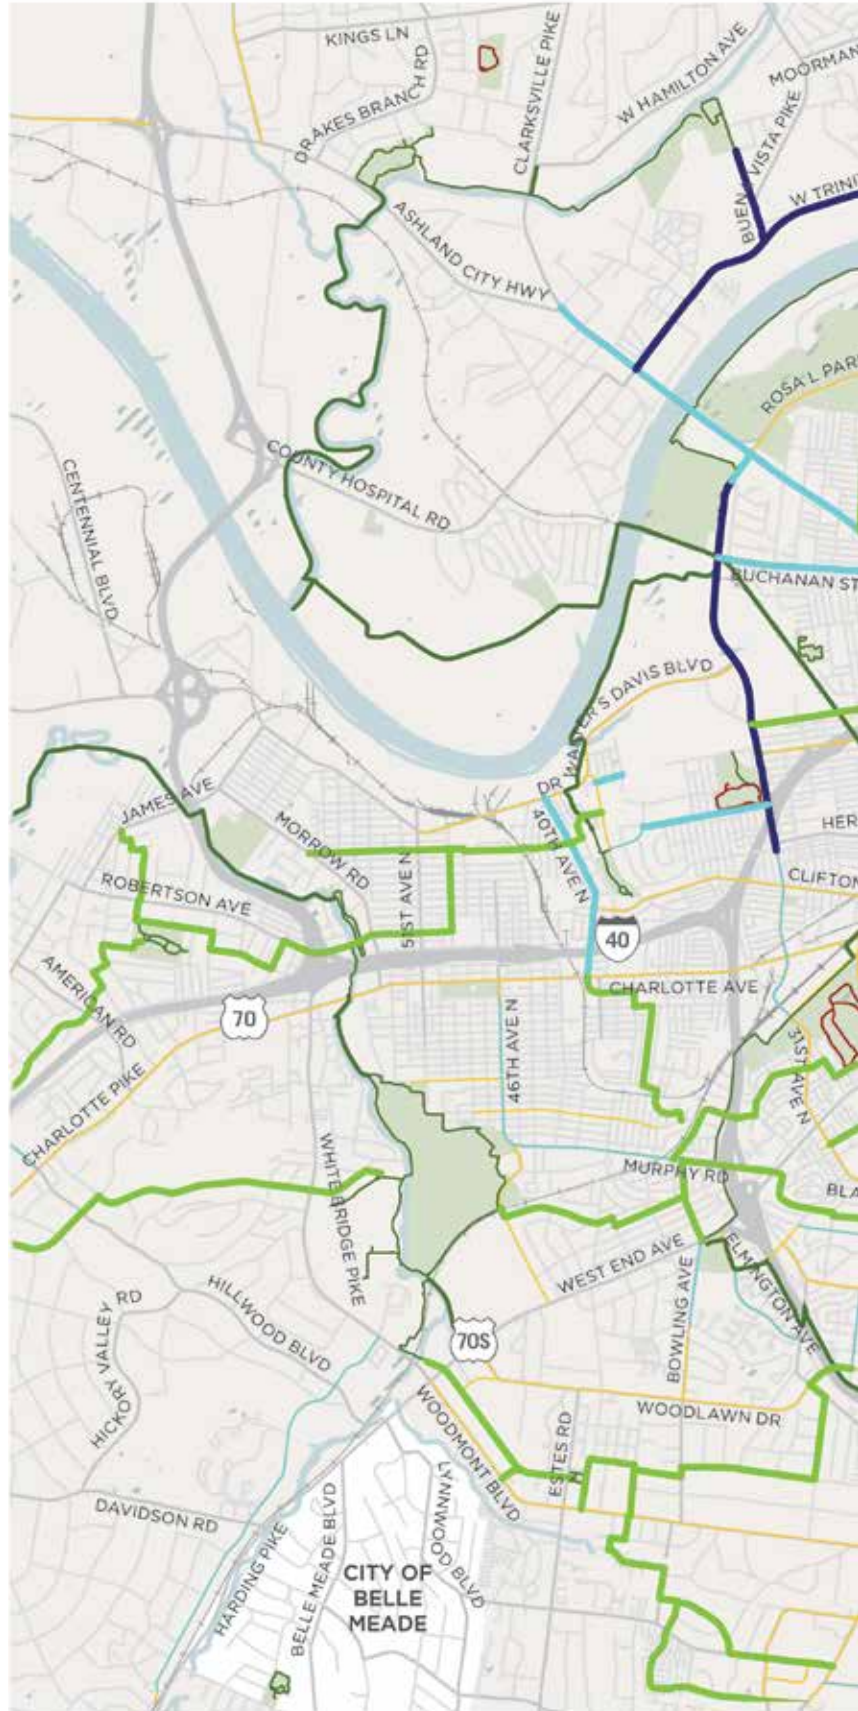 KINGS LN
CLARKSVILLE PIKE
W HAMILTON AVE
MOORMAN
DRAKES BRANCH RD
BUENA VISTA PIKE
W TRINI
ASHLAND CITY HWY
ROSA L PAR
COUNTY HOSPITAL RD
CENTENNIAL BLVD
BUCHANAN ST
DR WALTER S DAVIS BLVD
JAMES AVE
MORROW RD
40TH AVE N
HER
CLIFTON
ROBERTSON AVE
51ST AVE N
40
AMERICAN RD
CHARLOTTE AVE
70
46TH AVE N
31ST AVE N
CHARLOTTE PIKE
WHITE BRIDGE PIKE
MURPHY RD
BLA
WEST END AVE
ELMINGTON AVE
HICKORY VALLEY RD
HILLWOOD BLVD
BOWLING AVE
70S
WOODLAWN DR
WOODMONT BLVD
ESTES RD
LYNNWOOD BLVD
DAVIDSON RD
HARDING PIKE
BELLE MEADE BLVD
CITY OF
BELLE
MEADE